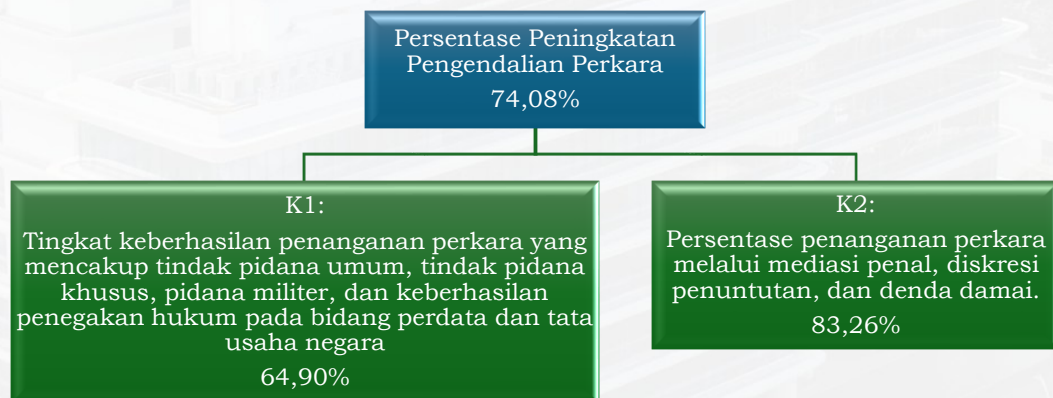 Persentase Peningkatan
Pengendalian Perkara
74,08%
K1:
Tingkat keberhasilan penanganan perkara yang
mencakup tindak pidana umum, tindak pidana
khusus, pidana militer, dan keberhasilan
penegakan hukum pada bidang perdata dan tata
usaha negara
64,90%
K2:
Persentase penanganan perkara
melalui mediasi penal, diskresi
penuntutan, dan denda damai.
83,26%